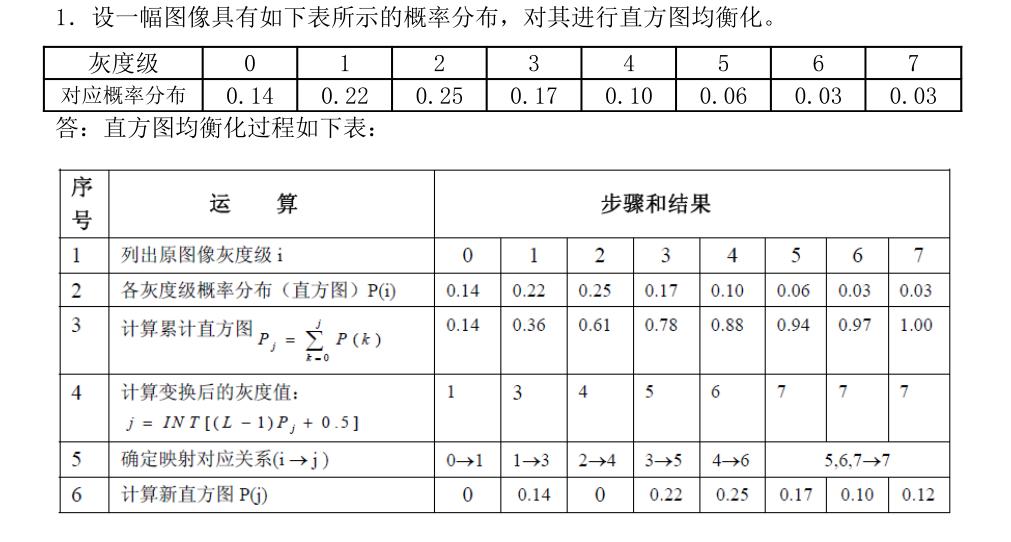 1. 设一幅图像具有如下表所示的概率分布，对其进行直方图均衡化。
灰度级 0 1 2 3 4 5 6 7
对应概率分布 0.14 0.22 0.25 0.17 0.10 0.06 0.03 0.03
答：直方图均衡化过程如下表：
序号 运 算 步骤和结果
1 列出原图像灰度级 i 0 1 2 3 4 5 6 7
2 各灰度级概率分布（直方图）P(i) 0.14 0.22 0.25 0.17 0.10 0.06 0.03 0.03
3 计算累计直方图 P_j = ∑_{k=0}^{j} P(k) 0.14 0.36 0.61 0.78 0.88 0.94 0.97 1.00
4 计算变换后的灰度值： 1 3 4 5 6 7 7 7
j = INT[(L - 1)P_j + 0.5]
5 确定映射对应关系(i→j) 0→1 1→3 2→4 3→5 4→6 5,6,7→7
6 计算新直方图 P(j) 0 0.14 0 0.22 0.25 0.17 0.10 0.12